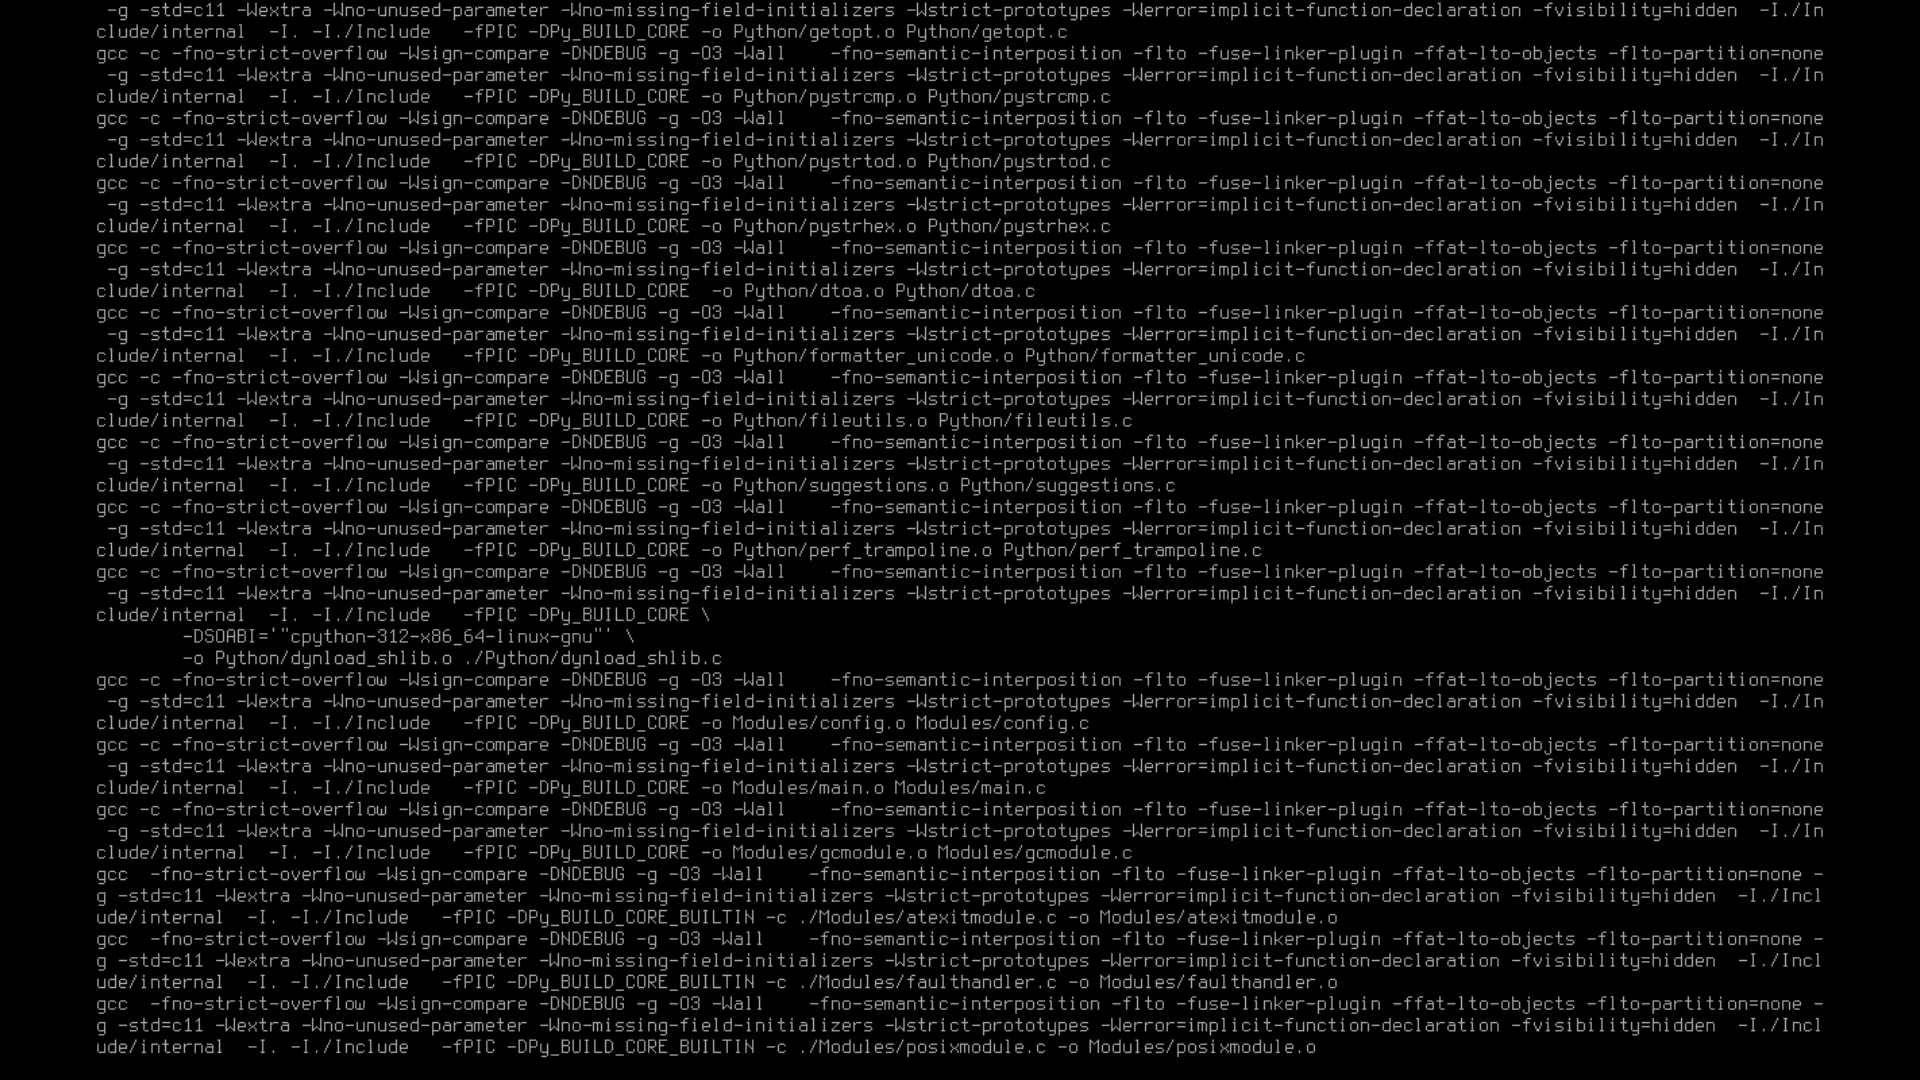 -g -std=c11 -Wextra -Wno-unused-parameter -Wno-missing-field-initializers -Wstrict-prototypes -Werror=implicit-function-declaration -fvisibility=hidden  -I./In
clude/internal  -I. -I./Include   -fPIC -DPy_BUILD_CORE -o Python/getopt.o Python/getopt.c
gcc -c -fno-strict-overflow -Wsign-compare -DNDEBUG -g -O3 -Wall    -fno-semantic-interposition -flto -fuse-linker-plugin -ffat-lto-objects -flto-partition=none
 -g -std=c11 -Wextra -Wno-unused-parameter -Wno-missing-field-initializers -Wstrict-prototypes -Werror=implicit-function-declaration -fvisibility=hidden  -I./In
clude/internal  -I. -I./Include   -fPIC -DPy_BUILD_CORE -o Python/pystrcmp.o Python/pystrcmp.c
gcc -c -fno-strict-overflow -Wsign-compare -DNDEBUG -g -O3 -Wall    -fno-semantic-interposition -flto -fuse-linker-plugin -ffat-lto-objects -flto-partition=none
 -g -std=c11 -Wextra -Wno-unused-parameter -Wno-missing-field-initializers -Wstrict-prototypes -Werror=implicit-function-declaration -fvisibility=hidden  -I./In
clude/internal  -I. -I./Include   -fPIC -DPy_BUILD_CORE -o Python/pystrtod.o Python/pystrtod.c
gcc -c -fno-strict-overflow -Wsign-compare -DNDEBUG -g -O3 -Wall    -fno-semantic-interposition -flto -fuse-linker-plugin -ffat-lto-objects -flto-partition=none
 -g -std=c11 -Wextra -Wno-unused-parameter -Wno-missing-field-initializers -Wstrict-prototypes -Werror=implicit-function-declaration -fvisibility=hidden  -I./In
clude/internal  -I. -I./Include   -fPIC -DPy_BUILD_CORE -o Python/pystrhex.o Python/pystrhex.c
gcc -c -fno-strict-overflow -Wsign-compare -DNDEBUG -g -O3 -Wall    -fno-semantic-interposition -flto -fuse-linker-plugin -ffat-lto-objects -flto-partition=none
 -g -std=c11 -Wextra -Wno-unused-parameter -Wno-missing-field-initializers -Wstrict-prototypes -Werror=implicit-function-declaration -fvisibility=hidden  -I./In
clude/internal  -I. -I./Include   -fPIC -DPy_BUILD_CORE  -o Python/dtoa.o Python/dtoa.c
gcc -c -fno-strict-overflow -Wsign-compare -DNDEBUG -g -O3 -Wall    -fno-semantic-interposition -flto -fuse-linker-plugin -ffat-lto-objects -flto-partition=none
 -g -std=c11 -Wextra -Wno-unused-parameter -Wno-missing-field-initializers -Wstrict-prototypes -Werror=implicit-function-declaration -fvisibility=hidden  -I./In
clude/internal  -I. -I./Include   -fPIC -DPy_BUILD_CORE -o Python/formatter_unicode.o Python/formatter_unicode.c
gcc -c -fno-strict-overflow -Wsign-compare -DNDEBUG -g -O3 -Wall    -fno-semantic-interposition -flto -fuse-linker-plugin -ffat-lto-objects -flto-partition=none
 -g -std=c11 -Wextra -Wno-unused-parameter -Wno-missing-field-initializers -Wstrict-prototypes -Werror=implicit-function-declaration -fvisibility=hidden  -I./In
clude/internal  -I. -I./Include   -fPIC -DPy_BUILD_CORE -o Python/fileutils.o Python/fileutils.c
gcc -c -fno-strict-overflow -Wsign-compare -DNDEBUG -g -O3 -Wall    -fno-semantic-interposition -flto -fuse-linker-plugin -ffat-lto-objects -flto-partition=none
 -g -std=c11 -Wextra -Wno-unused-parameter -Wno-missing-field-initializers -Wstrict-prototypes -Werror=implicit-function-declaration -fvisibility=hidden  -I./In
clude/internal  -I. -I./Include   -fPIC -DPy_BUILD_CORE -o Python/suggestions.o Python/suggestions.c
gcc -c -fno-strict-overflow -Wsign-compare -DNDEBUG -g -O3 -Wall    -fno-semantic-interposition -flto -fuse-linker-plugin -ffat-lto-objects -flto-partition=none
 -g -std=c11 -Wextra -Wno-unused-parameter -Wno-missing-field-initializers -Wstrict-prototypes -Werror=implicit-function-declaration -fvisibility=hidden  -I./In
clude/internal  -I. -I./Include   -fPIC -DPy_BUILD_CORE -o Python/perf_trampoline.o Python/perf_trampoline.c
gcc -c -fno-strict-overflow -Wsign-compare -DNDEBUG -g -O3 -Wall    -fno-semantic-interposition -flto -fuse-linker-plugin -ffat-lto-objects -flto-partition=none
 -g -std=c11 -Wextra -Wno-unused-parameter -Wno-missing-field-initializers -Wstrict-prototypes -Werror=implicit-function-declaration -fvisibility=hidden  -I./In
clude/internal  -I. -I./Include   -fPIC -DPy_BUILD_CORE \
        -DSOABI='"cpython-312-x86_64-linux-gnu"' \
        -o Python/dynload_shlib.o ./Python/dynload_shlib.c
gcc -c -fno-strict-overflow -Wsign-compare -DNDEBUG -g -O3 -Wall    -fno-semantic-interposition -flto -fuse-linker-plugin -ffat-lto-objects -flto-partition=none
 -g -std=c11 -Wextra -Wno-unused-parameter -Wno-missing-field-initializers -Wstrict-prototypes -Werror=implicit-function-declaration -fvisibility=hidden  -I./In
clude/internal  -I. -I./Include   -fPIC -DPy_BUILD_CORE -o Modules/config.o Modules/config.c
gcc -c -fno-strict-overflow -Wsign-compare -DNDEBUG -g -O3 -Wall    -fno-semantic-interposition -flto -fuse-linker-plugin -ffat-lto-objects -flto-partition=none
 -g -std=c11 -Wextra -Wno-unused-parameter -Wno-missing-field-initializers -Wstrict-prototypes -Werror=implicit-function-declaration -fvisibility=hidden  -I./In
clude/internal  -I. -I./Include   -fPIC -DPy_BUILD_CORE -o Modules/main.o Modules/main.c
gcc -c -fno-strict-overflow -Wsign-compare -DNDEBUG -g -O3 -Wall    -fno-semantic-interposition -flto -fuse-linker-plugin -ffat-lto-objects -flto-partition=none
 -g -std=c11 -Wextra -Wno-unused-parameter -Wno-missing-field-initializers -Wstrict-prototypes -Werror=implicit-function-declaration -fvisibility=hidden  -I./In
clude/internal  -I. -I./Include   -fPIC -DPy_BUILD_CORE -o Modules/gcmodule.o Modules/gcmodule.c
gcc  -fno-strict-overflow -Wsign-compare -DNDEBUG -g -O3 -Wall    -fno-semantic-interposition -flto -fuse-linker-plugin -ffat-lto-objects -flto-partition=none -
g -std=c11 -Wextra -Wno-unused-parameter -Wno-missing-field-initializers -Wstrict-prototypes -Werror=implicit-function-declaration -fvisibility=hidden  -I./Incl
ude/internal  -I. -I./Include   -fPIC -DPy_BUILD_CORE_BUILTIN -c ./Modules/atexitmodule.c -o Modules/atexitmodule.o
gcc  -fno-strict-overflow -Wsign-compare -DNDEBUG -g -O3 -Wall    -fno-semantic-interposition -flto -fuse-linker-plugin -ffat-lto-objects -flto-partition=none -
g -std=c11 -Wextra -Wno-unused-parameter -Wno-missing-field-initializers -Wstrict-prototypes -Werror=implicit-function-declaration -fvisibility=hidden  -I./Incl
ude/internal  -I. -I./Include   -fPIC -DPy_BUILD_CORE_BUILTIN -c ./Modules/faulthandler.c -o Modules/faulthandler.o
gcc  -fno-strict-overflow -Wsign-compare -DNDEBUG -g -O3 -Wall    -fno-semantic-interposition -flto -fuse-linker-plugin -ffat-lto-objects -flto-partition=none -
g -std=c11 -Wextra -Wno-unused-parameter -Wno-missing-field-initializers -Wstrict-prototypes -Werror=implicit-function-declaration -fvisibility=hidden  -I./Incl
ude/internal  -I. -I./Include   -fPIC -DPy_BUILD_CORE_BUILTIN -c ./Modules/posixmodule.c -o Modules/posixmodule.o